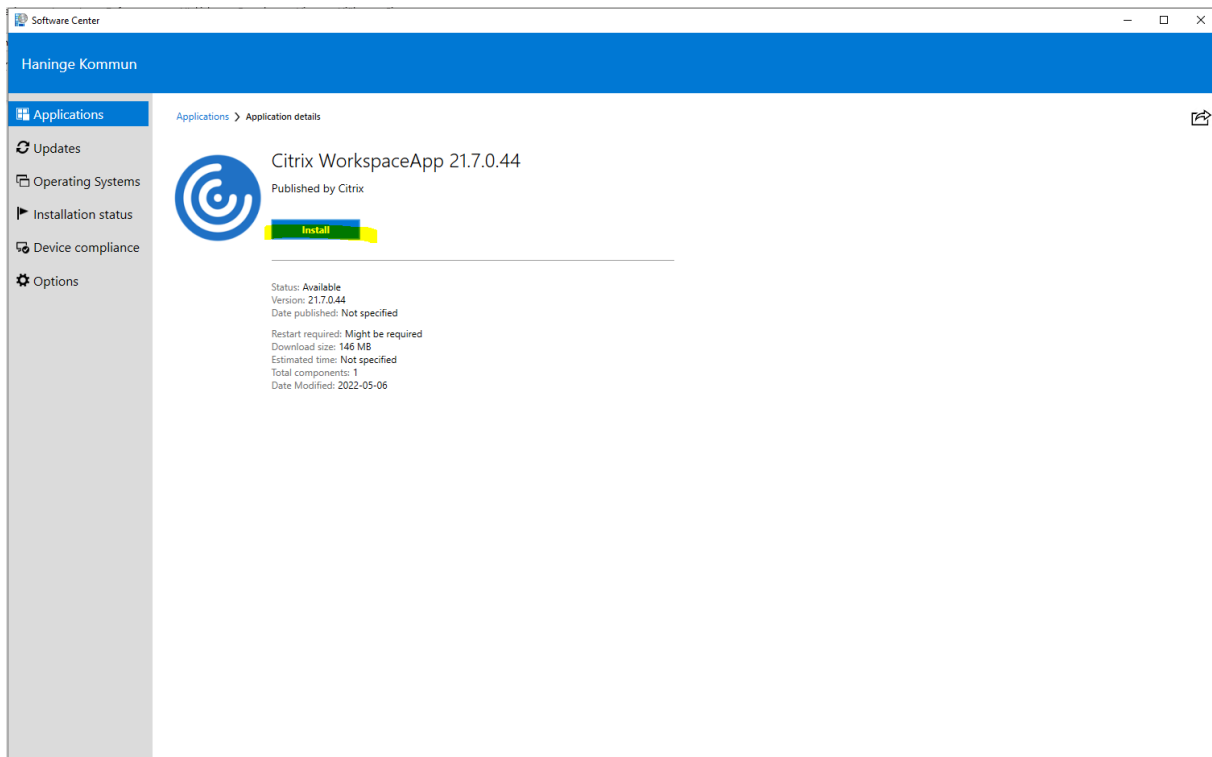 Software Center
Haninge Kommun
Applications
Updates
Operating Systems
Installation status
Device compliance
Options
Applications > Application details
Citrix WorkspaceApp 21.7.0.44
Published by Citrix
Install
Status: Available
Version: 21.7.0.44
Date published: Not specified
Restart required: Might be required
Download size: 146 MB
Estimated time: Not specified
Total components: 1
Date Modified: 2022-05-06